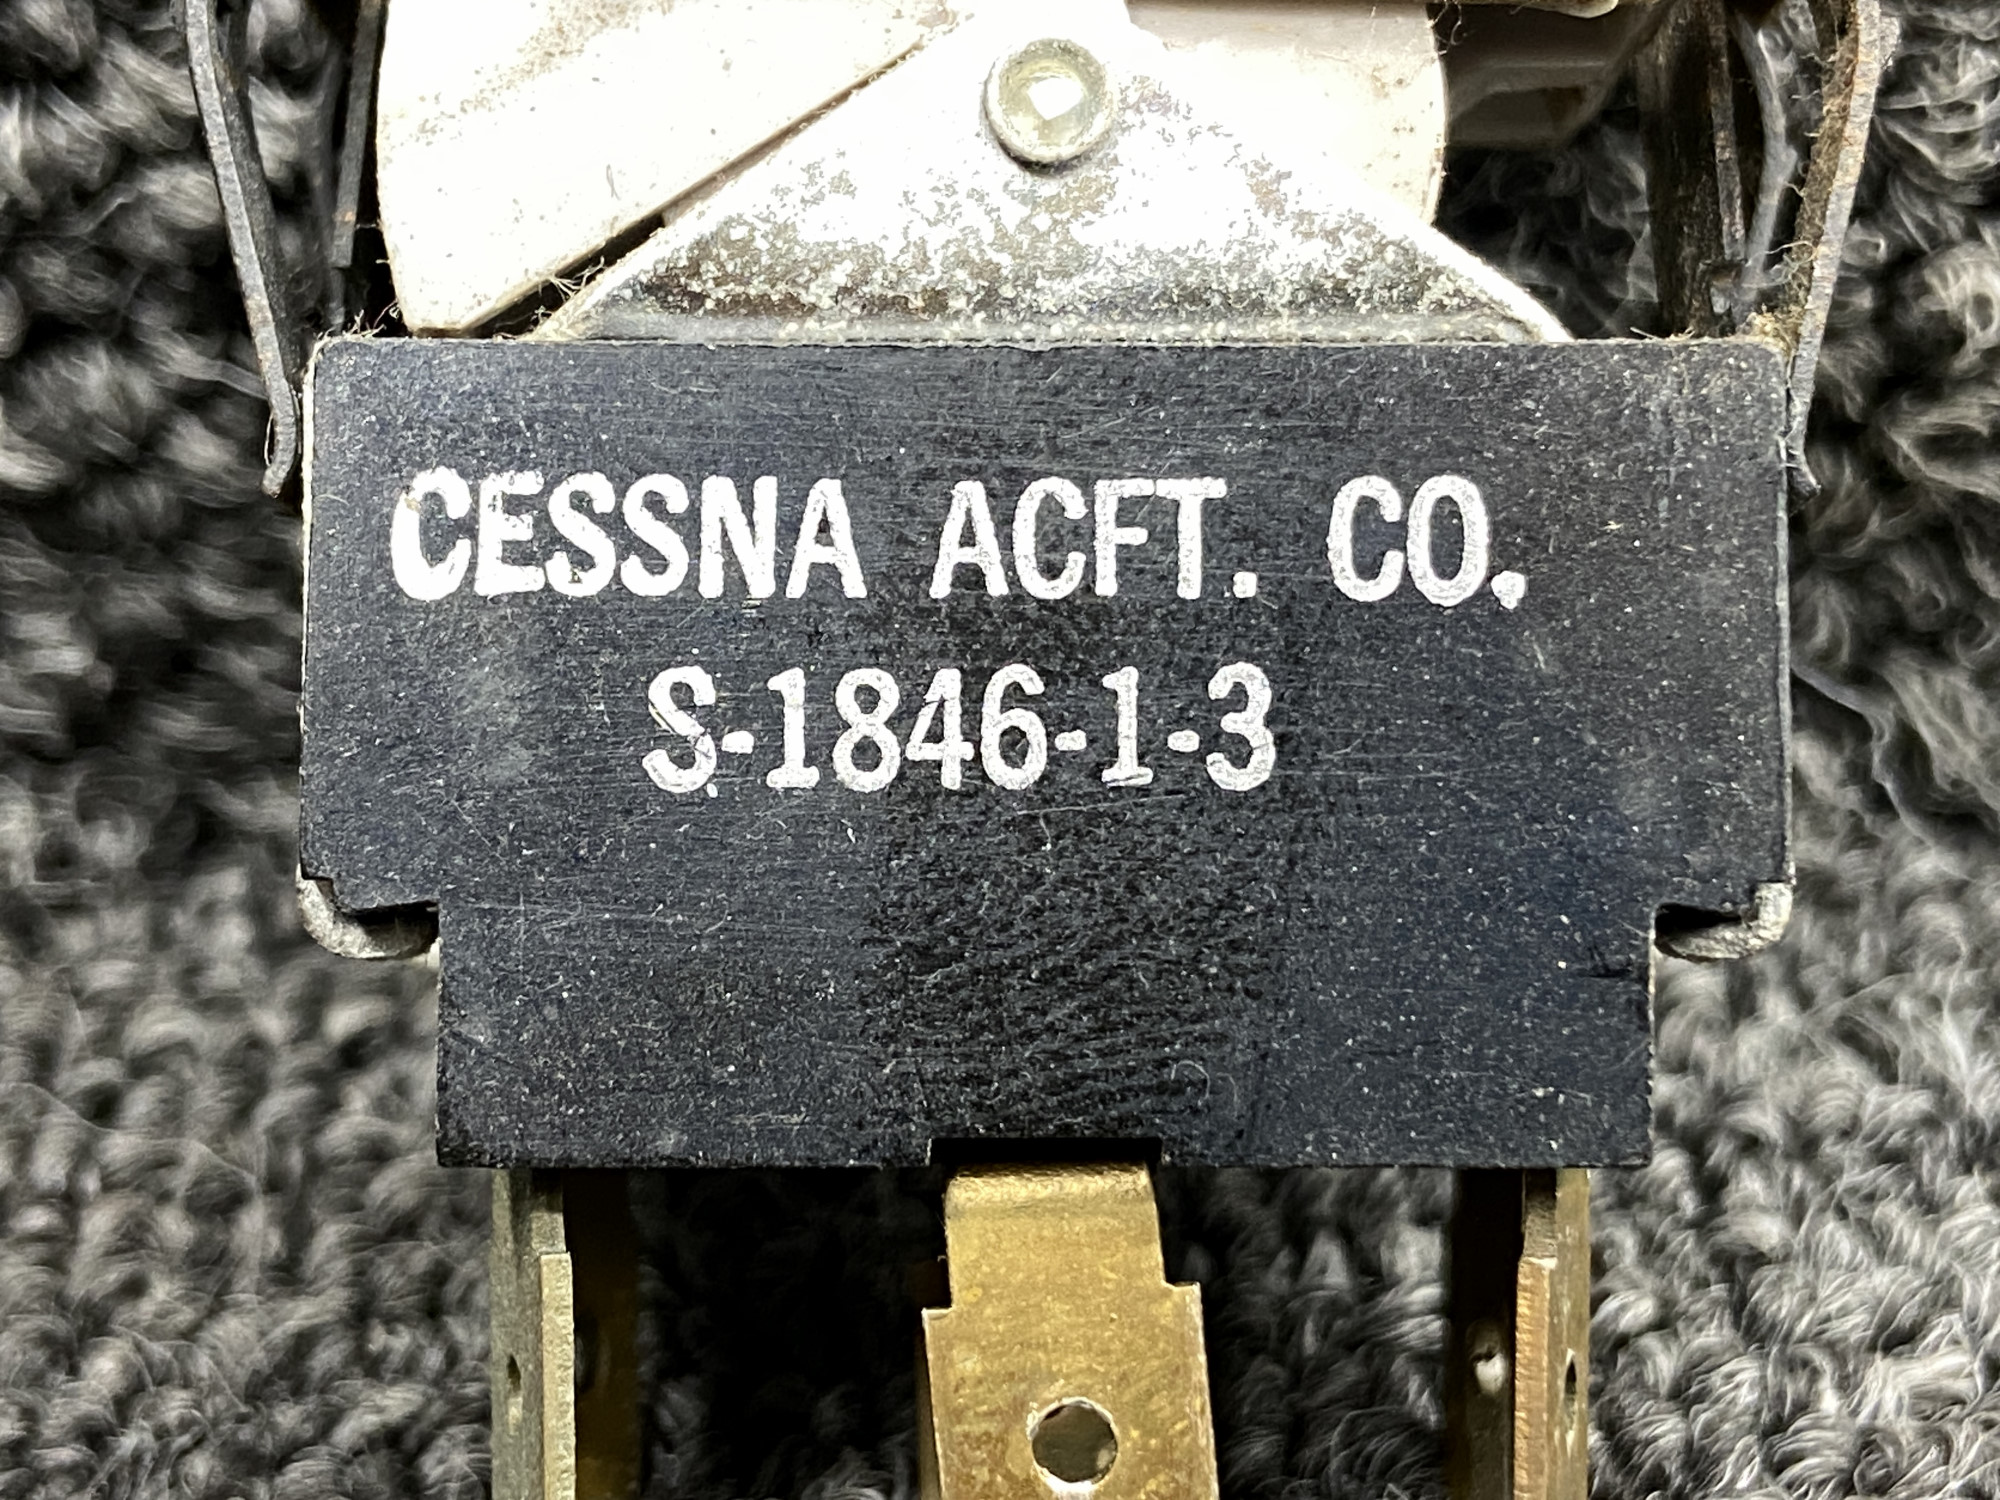 CESSNA ACFT. CO.
S-1846-1-3